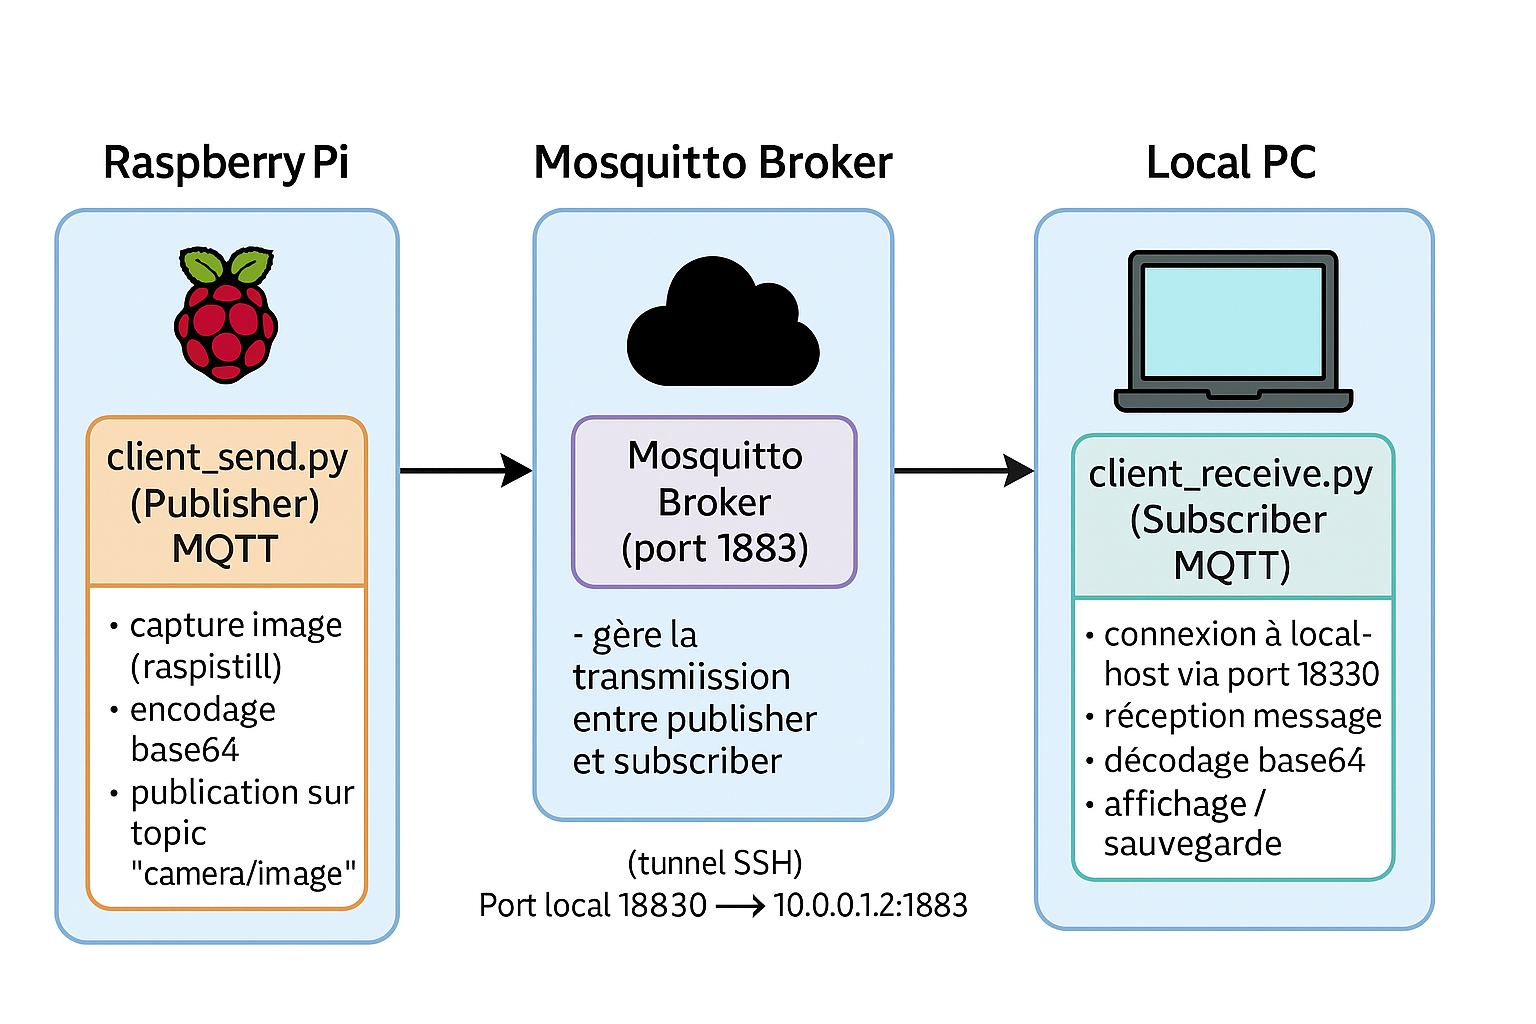 Raspberry Pi
client_send.py
(Publisher)
MQTT
• capture image
(raspistill)
• encodage
base64
• publication sur
topic
"camera/image"
Mosquitto Broker
Mosquitto
Broker
(port 1883)
- gère la
transmiission
entre publisher
et subscriber
(tunnel SSH)
Port local 18830 → 10.0.0.1.2:1883
Local PC
client_receive.py
(Subscriber
MQTT)
• connexion à local-
host via port 18330
• réception message
• décodage base64
• affichage /
sauvegarde